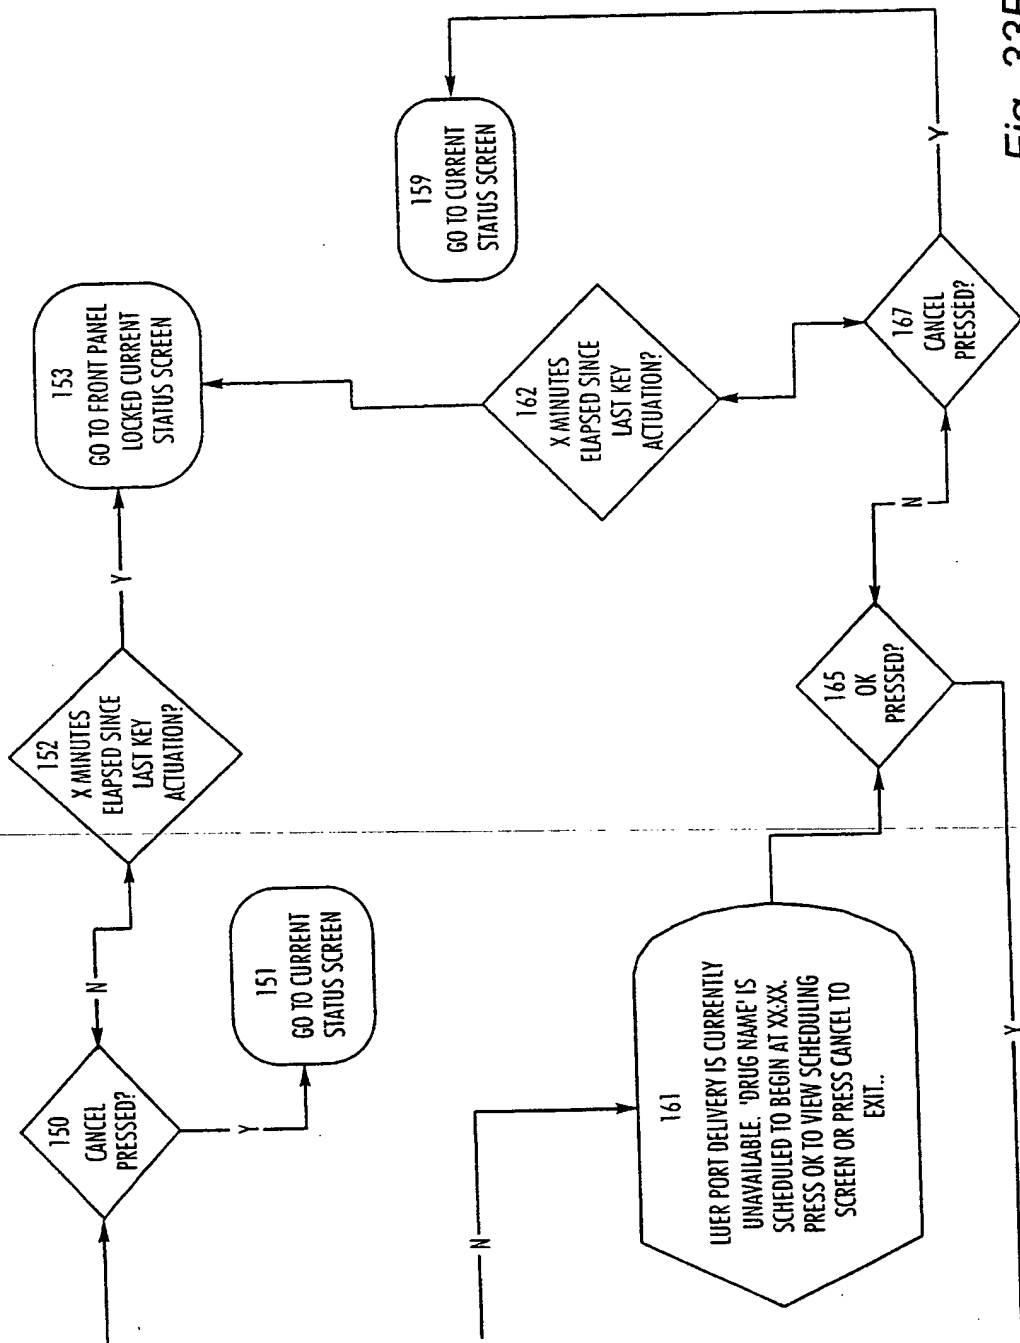 150
CANCEL
PRESSED?
N
Y
151
GO TO CURRENT
STATUS SCREEN
152
X MINUTES
ELAPSED SINCE
LAST KEY
ACTUATION?
Y
153
GO TO FRONT PANEL
LOCKED CURRENT
STATUS SCREEN
N
161
LUER PORT DELIVERY IS CURRENTLY
UNAVAILABLE. 'DRUG NAME' IS
SCHEDULED TO BEGIN AT XX:XX.
PRESS OK TO VIEW SCHEDULING
SCREEN OR PRESS CANCEL TO
EXIT..
165
OK
PRESSED?
N
Y
162
X MINUTES
ELAPSED SINCE
LAST KEY
ACTUATION?
167
CANCEL
PRESSED?
Y
159
GO TO CURRENT
STATUS SCREEN
Fig.